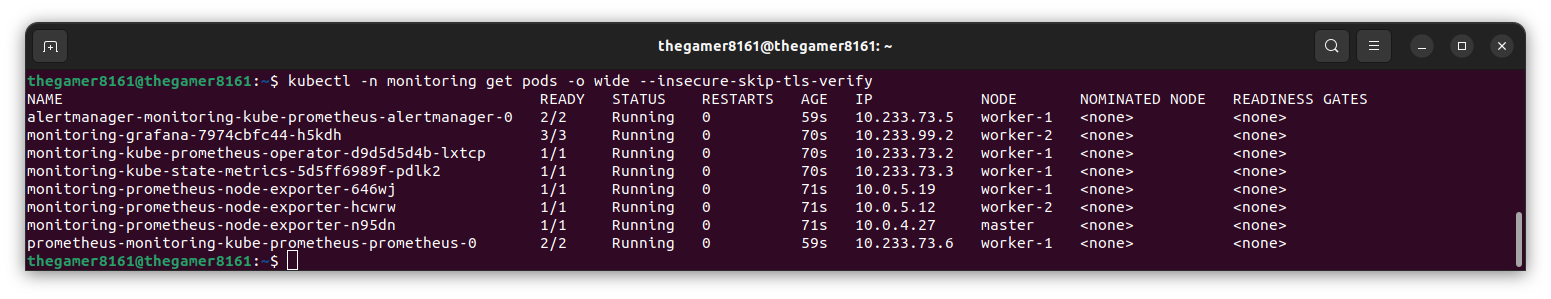 thegamer8161@thegamer8161: ~
thegamer8161@thegamer8161:~$ kubectl -n monitoring get pods -o wide --insecure-skip-tls-verify
NAME READY STATUS RESTARTS AGE IP NODE NOMINATED NODE READINESS GATES
alertmanager-monitoring-kube-prometheus-alertmanager-0 2/2 Running 0 59s 10.233.73.5 worker-1 <none> <none>
monitoring-grafana-7974cbfc44-h5kdh 3/3 Running 0 70s 10.233.99.2 worker-2 <none> <none>
monitoring-kube-prometheus-operator-d9d5d5d4b-lxtcp 1/1 Running 0 70s 10.233.73.2 worker-1 <none> <none>
monitoring-kube-state-metrics-5d5ff6989f-pdlk2 1/1 Running 0 70s 10.233.73.3 worker-1 <none> <none>
monitoring-prometheus-node-exporter-646wj 1/1 Running 0 71s 10.0.5.19 worker-1 <none> <none>
monitoring-prometheus-node-exporter-hcwrw 1/1 Running 0 71s 10.0.5.12 worker-2 <none> <none>
monitoring-prometheus-node-exporter-n95dn 1/1 Running 0 71s 10.0.4.27 master <none> <none>
prometheus-monitoring-kube-prometheus-prometheus-0 2/2 Running 0 59s 10.233.73.6 worker-1 <none> <none>
thegamer8161@thegamer8161:~$